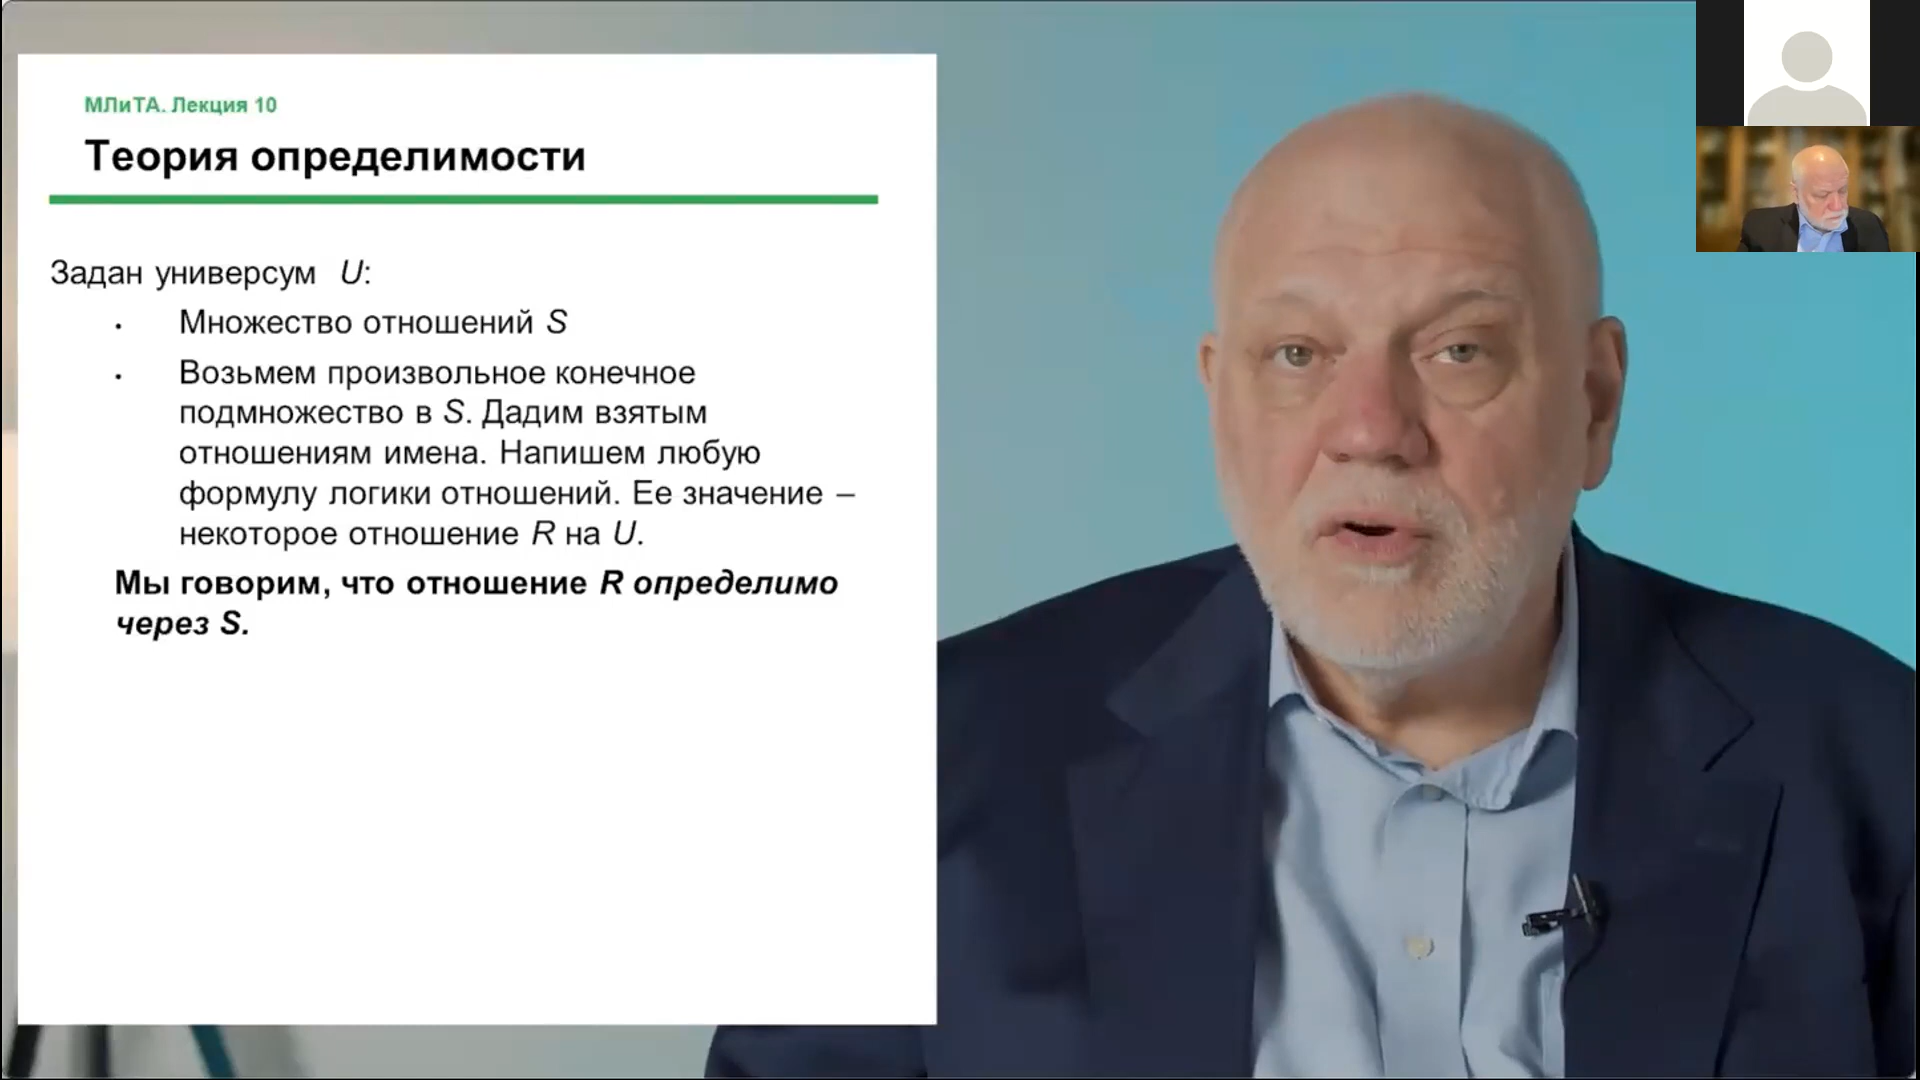 МЛиТА. Лекция 10
Теория определимости
Задан универсум U:
• Множество отношений S
• Возьмем произвольное конечное
подмножество в S. Дадим взятым
отношениям имена. Напишем любую
формулу логики отношений. Ее значение –
некоторое отношение R на U.
Мы говорим, что отношение R определимо
через S.